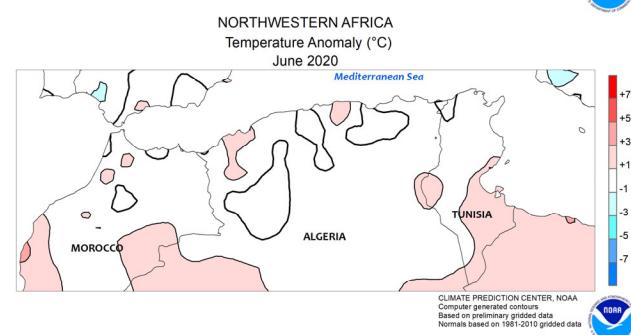 NORTHWESTERN AFRICA
Temperature Anomaly (°C)
June 2020
Mediterranean Sea
+7
+5
+3
+1
-1
-3
-5
-7
TUNISIA
ALGERIA
MOROCCO
CLIMATE PREDICTION CENTER, NOAA
Computer generated contours
Based on preliminary gridded data
Normals based on 1981-2010 gridded data
NOAA